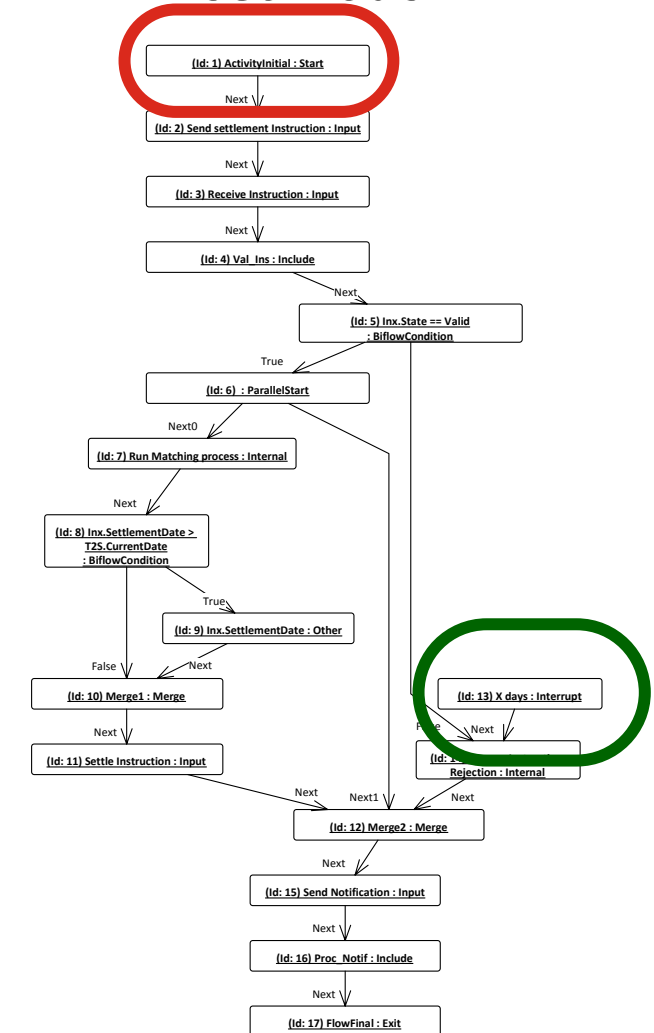 (Id: 1) ActivityInitial : Start
Next
(Id: 2) Send settlement Instruction : Input
Next
(Id: 3) Receive Instruction : Input
Next
(Id: 4) Val_Ins : Include
Next
(Id: 5) Inx.State == Valid
: BiflowCondition
True
(Id: 6)  : ParallelStart
Next0
(Id: 7) Run Matching process : Internal
Next
(Id: 8) Inx.SettlementDate >
T2S.CurrentDate
: BiflowCondition
True
(Id: 9) Inx.SettlementDate : Other
False
Next
(Id: 10) Merge1 : Merge
(Id: 13) X days : Interrupt
Next
Next
(Id: 11) Settle Instruction : Input
(Id: 1
Rejection : Internal
Next
Next1
Next
(Id: 12) Merge2 : Merge
Next
(Id: 15) Send Notification : Input
Next
(Id: 16) Proc_Notif : Include
Next
(Id: 17) FlowFinal : Exit